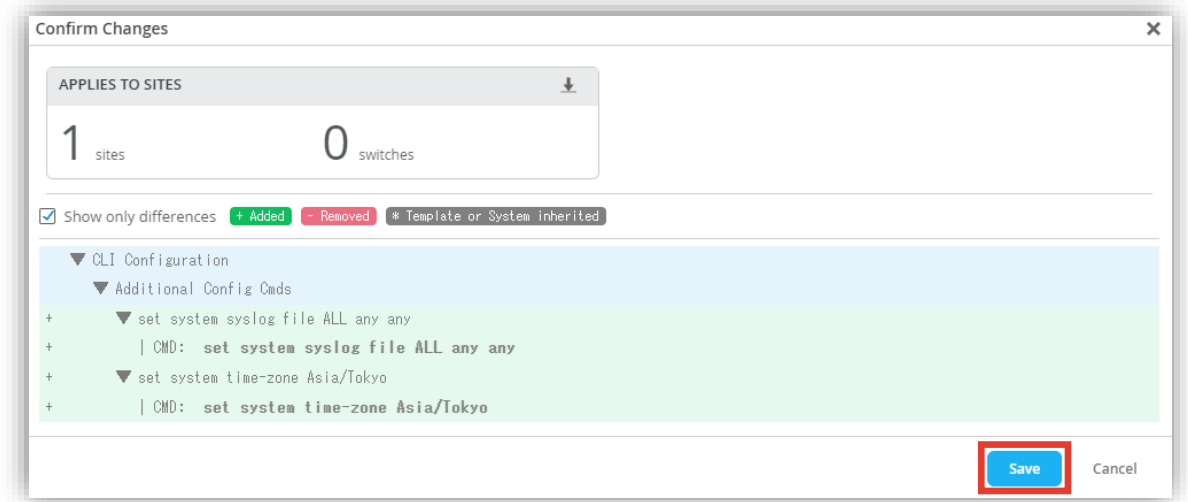 Confirm Changes
APPLIES TO SITES
1 sites 0 switches
Show only differences + Added - Removed * Template or System inherited
▼ CLI Configuration
▼ Additional Config Cmds
+ ▼ set system syslog file ALL any any
+ | CMD: set system syslog file ALL any any
+ ▼ set system time-zone Asia/Tokyo
+ | CMD: set system time-zone Asia/Tokyo
Save Cancel